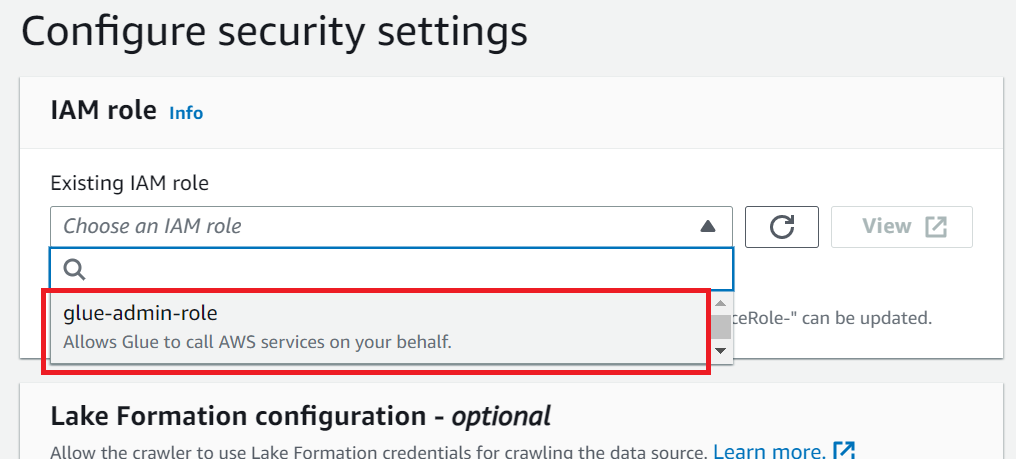 Configure security settings
IAM role Info
Existing IAM role
Choose an IAM role
View
glue-admin-role
Allows Glue to call AWS services on your behalf.
" can be updated.
Lake Formation configuration - optional
Allow the crawler to use Lake Formation credentials for crawling the data source. Learn more.